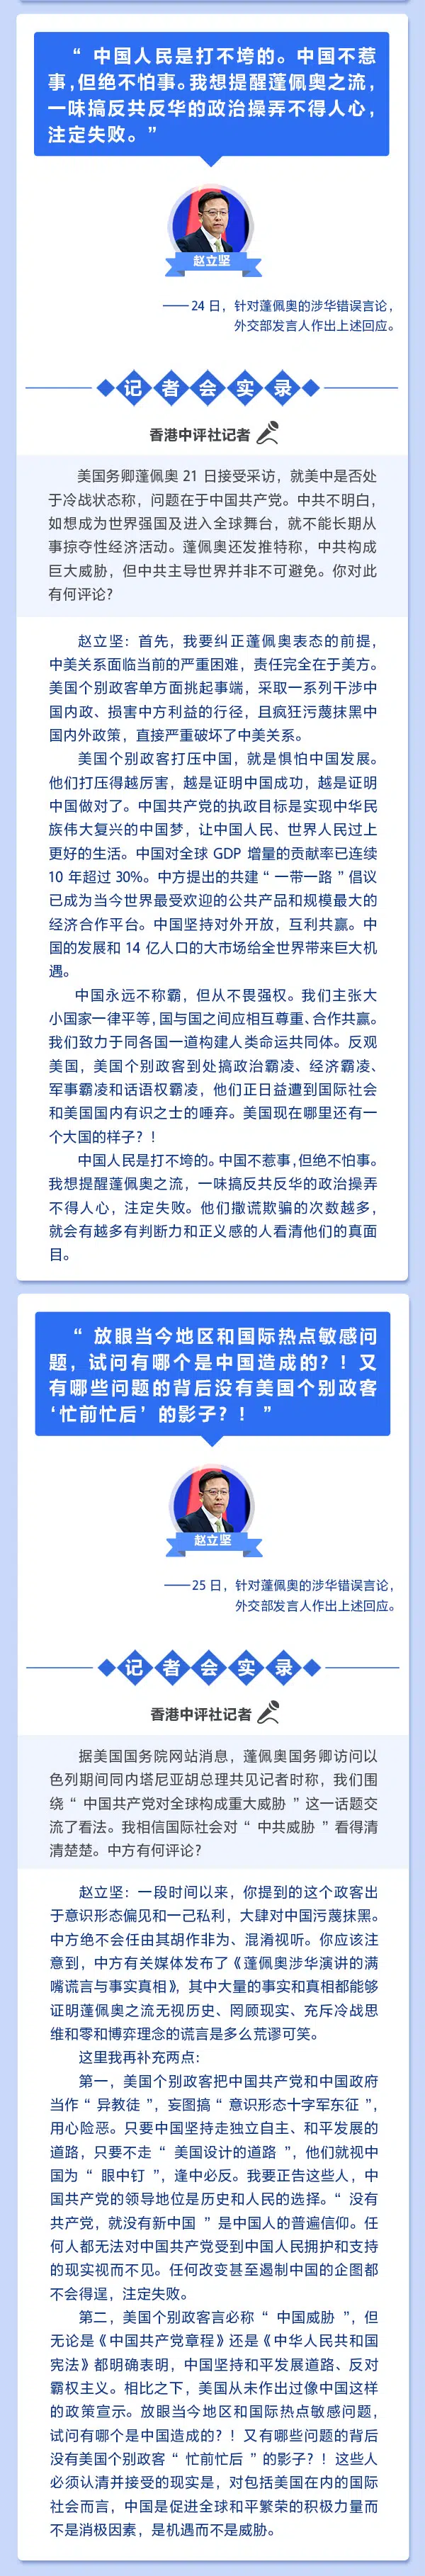 “ 中国人民是打不垮的。中国不惹
事，但绝不怕事。我想提醒蓬佩奥之流，
一味搞反共反华的政治操弄不得人心，
注定失败。”
赵立坚
——24 日，针对蓬佩奥的涉华错误言论，
外交部发言人作出上述回应。
记者会实录
香港中评社记者
美国务卿蓬佩奥 21 日接受采访，就美中是否处
于冷战状态称，问题在于中国共产党。中共不明白，
如想成为世界强国及进入全球舞台，就不能长期从
事掠夺性经济活动。蓬佩奥还发推特称，中共构成
巨大威胁，但中共主导世界并非不可避免。你对此
有何评论？
赵立坚：首先，我要纠正蓬佩奥表态的前提，
中美关系面临当前的严重困难，责任完全在于美方。
美国个别政客单方面挑起事端，采取一系列干涉中
国内政、损害中方利益的行径，且疯狂污蔑抹黑中
国内外政策，直接严重破坏了中美关系。
美国个别政客打压中国，就是惧怕中国发展。
他们打压得越厉害，越是证明中国成功，越是证明
中国做对了。中国共产党的执政目标是实现中华民
族伟大复兴的中国梦，让中国人民、世界人民过上
更好的生活。中国对全球 GDP 增量的贡献率已连续
10 年超过 30%。中方提出的共建“ 一带一路 ”倡议
已成为当今世界最受欢迎的公共产品和规模最大的
经济合作平台。中国坚持对外开放，互利共赢。中
国的发展和 14 亿人口的大市场给全世界带来巨大机
遇。
中国永远不称霸，但从不畏强权。我们主张大
小国家一律平等，国与国之间应相互尊重、合作共赢。
我们致力于同各国一道构建人类命运共同体。反观
美国，美国个别政客到处搞政治霸凌、经济霸凌、
军事霸凌和话语权霸凌，他们正日益遭到国际社会
和美国国内有识之士的唾弃。美国现在哪里还有一
个大国的样子？！
中国人民是打不垮的。中国不惹事，但绝不怕事。
我想提醒蓬佩奥之流，一味搞反共反华的政治操弄
不得人心，注定失败。他们撒谎欺骗的次数越多，
就会有越多有判断力和正义感的人看清他们的真面
目。
“ 放眼当今地区和国际热点敏感问
题，试问有哪个是中国造成的？！又
有哪些问题的背后没有美国个别政客
‘忙前忙后’ 的影子？！ ”
赵立坚
——25 日，针对蓬佩奥的涉华错误言论，
外交部发言人作出上述回应。
记者会实录
香港中评社记者
据美国国务院网站消息，蓬佩奥国务卿访问以
色列期间同内塔尼亚胡总理共见记者时称，我们围
绕“ 中国共产党对全球构成重大威胁 ”这一话题交
流了看法。我相信国际社会对“ 中共威胁 ”看得清
清楚楚。中方有何评论？
赵立坚：一段时间以来，你提到的这个政客出
于意识形态偏见和一己私利，大肆对中国污蔑抹黑。
中方绝不会任由其胡作非为、混淆视听。你应该注
意到，中方有关媒体发布了《蓬佩奥涉华演讲的满
嘴谎言与事实真相》，其中大量的事实和真相都能够
证明蓬佩奥之流无视历史、罔顾现实、充斥冷战思
维和零和博弈理念的谎言是多么荒谬可笑。
这里我再补充两点：
第一，美国个别政客把中国共产党和中国政府
当作“ 异教徒 ”，妄图搞“ 意识形态十字军东征 ”，
用心险恶。只要中国坚持走独立自主、和平发展的
道路，只要不走 “ 美国设计的道路 ”，他们就视中
国为 “ 眼中钉 ”，逢中必反。我要正告这些人，中
国共产党的领导地位是历史和人民的选择。“ 没有
共产党，就没有新中国 ”是中国人的普遍信仰。任
何人都无法对中国共产党受到中国人民拥护和支持
的现实视而不见。任何改变甚至遏制中国的企图都
不会得逞，注定失败。
第二，美国个别政客言必称“ 中国威胁 ”，但
无论是《中国共产党章程》还是《中华人民共和国
宪法》都明确表明，中国坚持和平发展道路、反对
霸权主义。相比之下，美国从未作出过像中国这样
的政策宣示。放眼当今地区和国际热点敏感问题，
试问有哪个是中国造成的？！又有哪些问题的背后
没有美国个别政客“ 忙前忙后 ”的影子？！这些人
必须认清并接受的现实是，对包括美国在内的国际
社会而言，中国是促进全球和平繁荣的积极力量而
不是消极因素，是机遇而不是威胁。